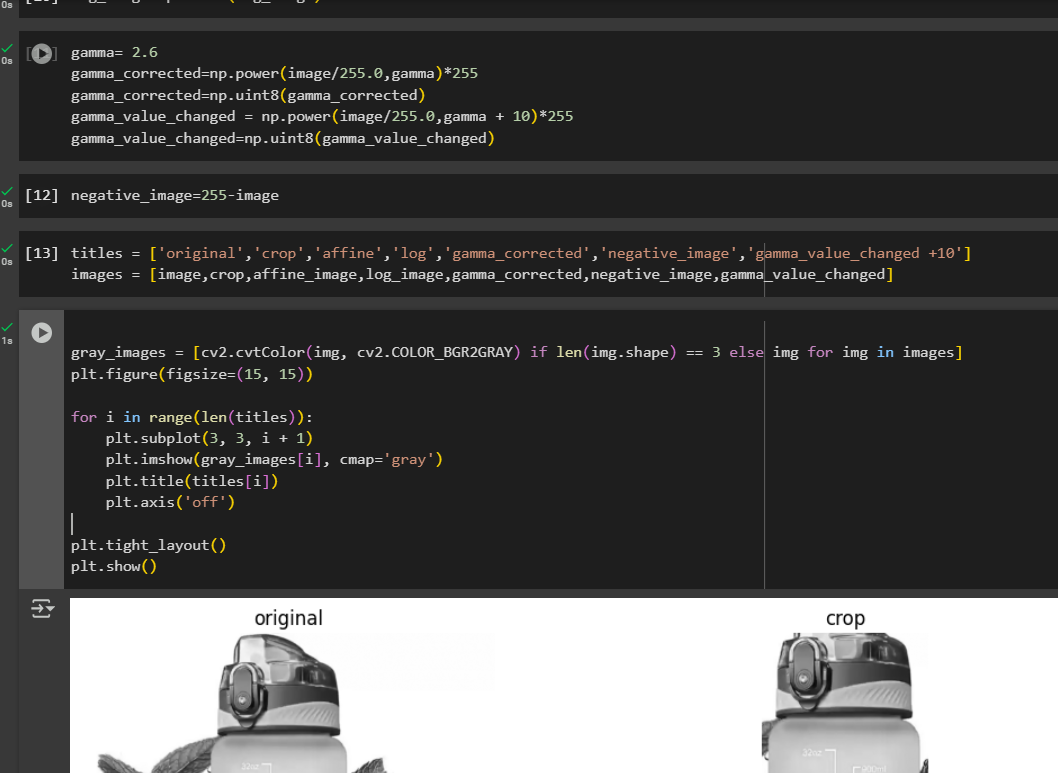 0s
gamma= 2.6
0s
gamma_corrected=np.power(image/255.0,gamma)*255
gamma_corrected=np.uint8(gamma_corrected)
gamma_value_changed = np.power(image/255.0,gamma + 10)*255
gamma_value_changed=np.uint8(gamma_value_changed)
[12] negative_image=255-image
0s
[13] titles = ['original','crop','affine','log','gamma_corrected','negative_image','gamma_value_changed +10']
0s
images = [image,crop,affine_image,log_image,gamma_corrected,negative_image,gamma_value_changed]
1s
gray_images = [cv2.cvtColor(img, cv2.COLOR_BGR2GRAY) if len(img.shape) == 3 else img for img in images]
plt.figure(figsize=(15, 15))
for i in range(len(titles)):
plt.subplot(3, 3, i + 1)
plt.imshow(gray_images[i], cmap='gray')
plt.title(titles[i])
plt.axis('off')
plt.tight_layout()
plt.show()
original crop
22oz
22oz